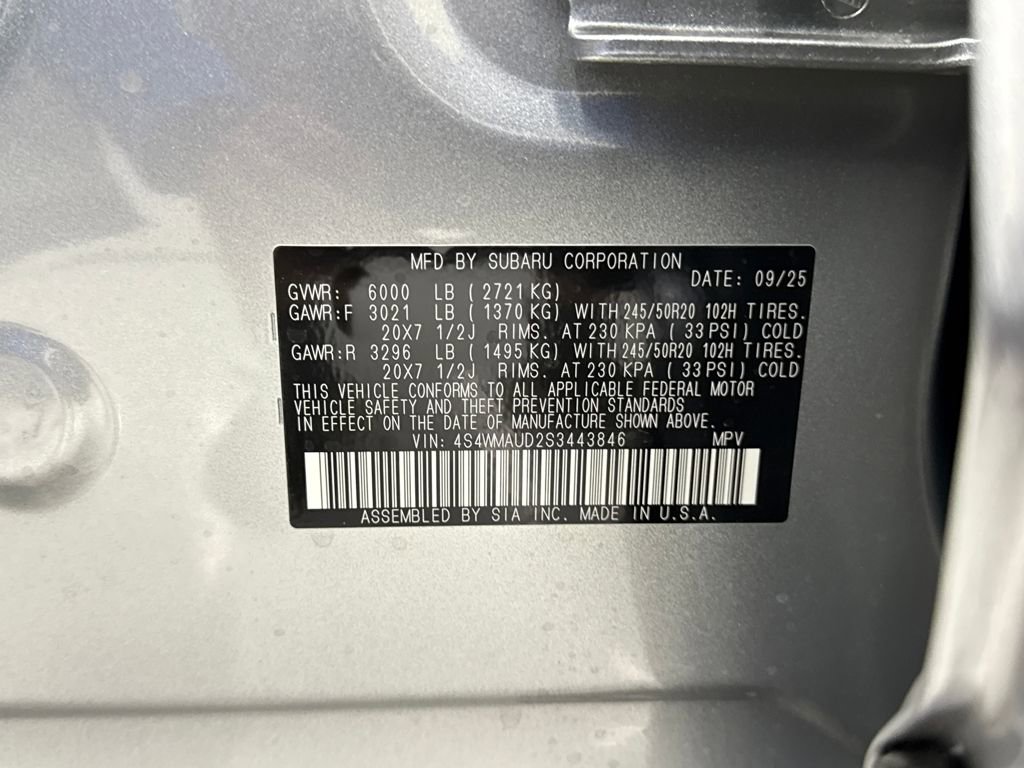 MFD BY SUBARU CORPORATION
DATE: 09/25
GVWR: 6000 LB ( 2721 KG)
GAWR:F 3021 LB ( 1370 KG) WITH 245/50R20 102H TIRES.
20X7 1/2J RIMS. AT 230 KPA ( 33 PSI) COLD
GAWR:R 3296 LB ( 1495 KG) WITH 245/50R20 102H TIRES.
20X7 1/2J RIMS. AT 230 KPA ( 33 PSI) COLD
THIS VEHICLE CONFORMS TO ALL APPLICABLE FEDERAL MOTOR
VEHICLE SAFETY AND THEFT PREVENTION STANDARDS
IN EFFECT ON THE DATE OF MANUFACTURE SHOWN ABOVE.
VIN: 4S4WMAUD2S3443846 MPV
ASSEMBLED BY SIA INC. MADE IN U.S.A.